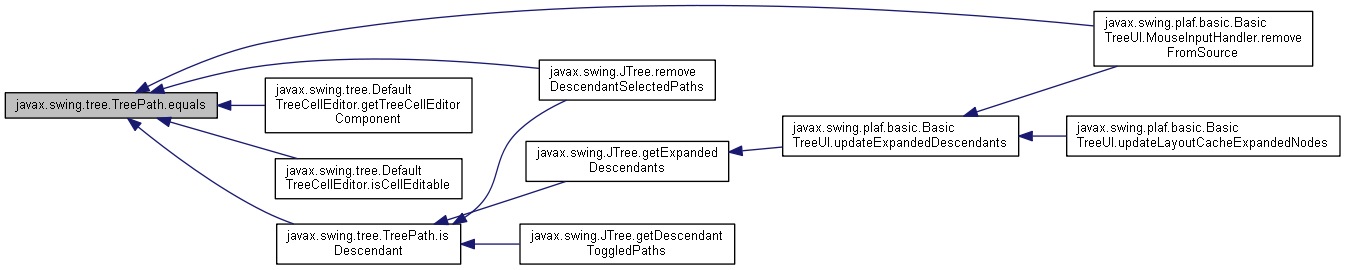 javax.swing.tree.TreePath.equals
javax.swing.tree.Default
TreeCellEditor.getTreeCellEditor
Component
javax.swing.tree.Default
TreeCellEditor.isCellEditable
javax.swing.tree.TreePath.is
Descendant
javax.swing.JTree.remove
DescendantSelectedPaths
javax.swing.JTree.getExpanded
Descendants
javax.swing.JTree.getDescendant
ToggledPaths
javax.swing.plaf.basic.Basic
TreeUI.updateExpandedDescendants
javax.swing.plaf.basic.Basic
TreeUI.MouseInputHandler.remove
FromSource
javax.swing.plaf.basic.Basic
TreeUI.updateLayoutCacheExpandedNodes